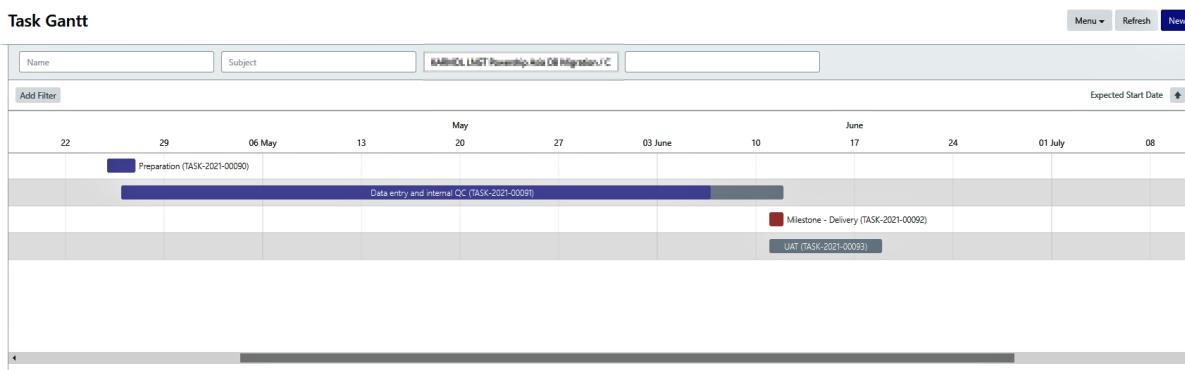 Task Gantt
Menu Refresh New
Name Subject
Add Filter Expected Start Date
May June
22 29 06 May 13 20 27 03 June 10 17 24 01 July 08
Preparation (TASK-2021-00090)
Data entry and internal QC (TASK-2021-00091)
Milestone - Delivery (TASK-2021-00092)
UAT (TASK-2021-00093)